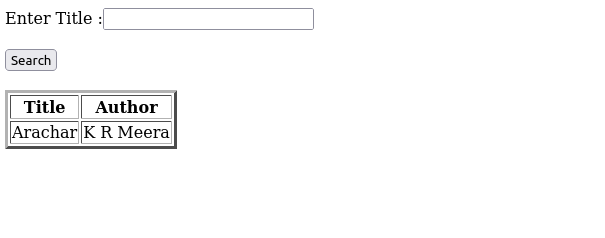 Enter Title :
Search
Title Author
Arachar K R Meera